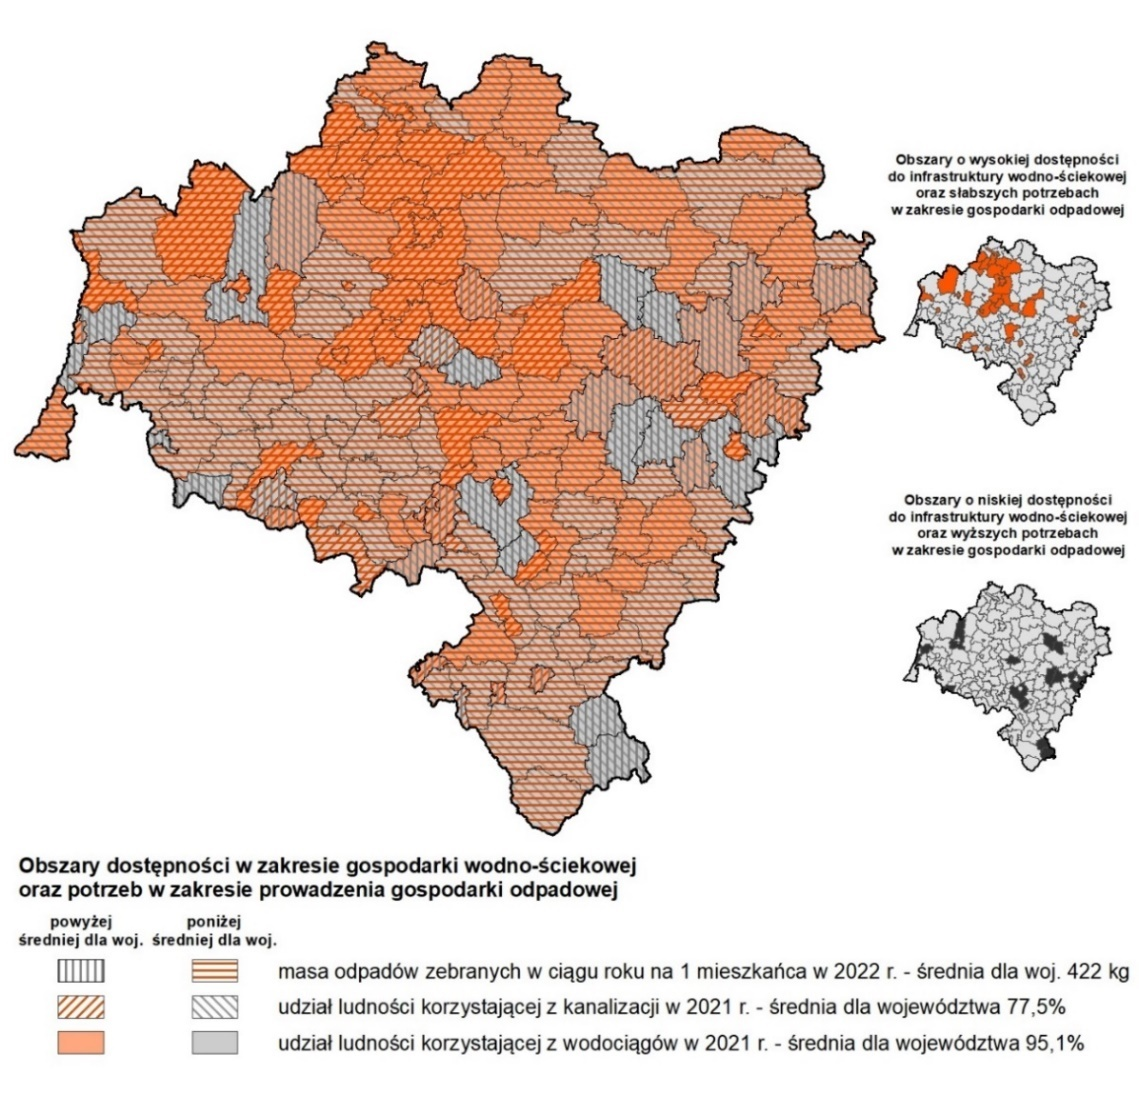 Obszary o wysokiej dostępności
do infrastruktury wodno-ściekowej
oraz słabszych potrzebach
w zakresie gospodarki odpadowej
Obszary o niskiej dostępności
do infrastruktury wodno-ściekowej
oraz wyższych potrzebach
w zakresie gospodarki odpadowej
Obszary dostępności w zakresie gospodarki wodno-ściekowej
oraz potrzeb w zakresie prowadzenia gospodarki odpadowej
powyżej poniżej
średniej dla woj. średniej dla woj.
masa odpadów zebranych w ciągu roku na 1 mieszkańca w 2022 r. - średnia dla woj. 422 kg
udział ludności korzystającej z kanalizacji w 2021 r. - średnia dla województwa 77,5%
udział ludności korzystającej z wodociągów w 2021 r. - średnia dla województwa 95,1%